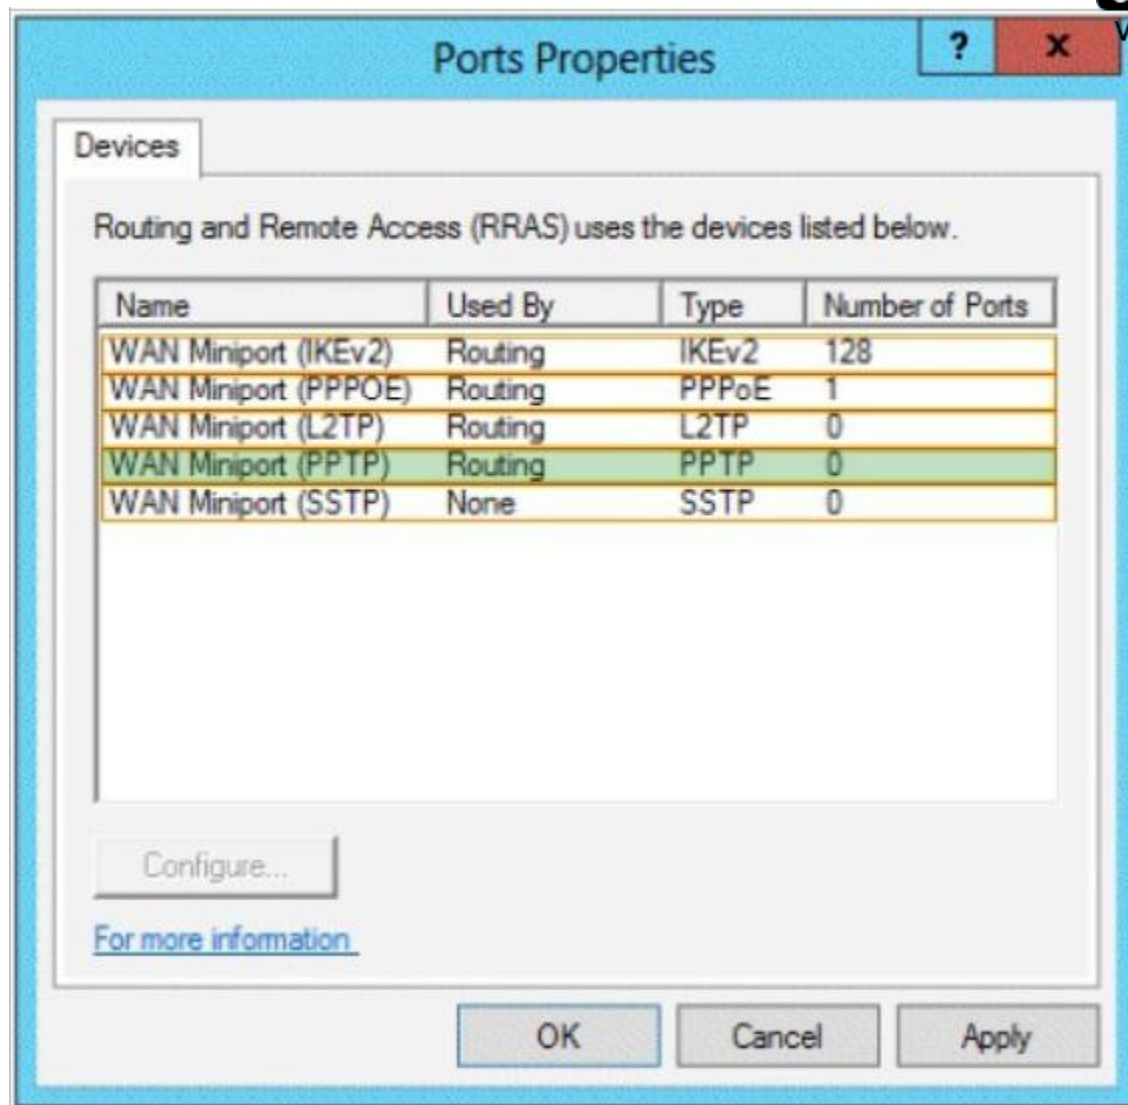 Ports Properties
?
x
Devices
Routing and Remote Access (RRAS) uses the devices listed below.
Name Used By Type Number of Ports
WAN Miniport (IKEv2) Routing IKEv2 128
WAN Miniport (PPPOE) Routing PPPoE 1
WAN Miniport (L2TP) Routing L2TP 0
WAN Miniport (PPTP) Routing PPTP 0
WAN Miniport (SSTP) None SSTP 0
Configure...
For more information
OK Cancel Apply